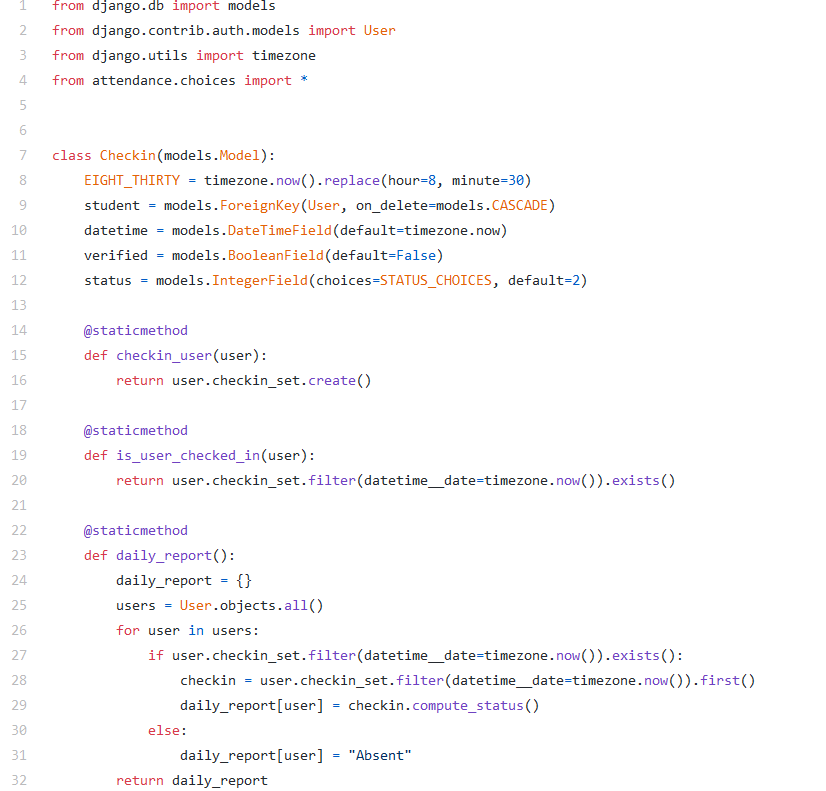 1 from django.db import models
2 from django.contrib.auth.models import User
3 from django.utils import timezone
4 from attendance.choices import *
5
6
7 class Checkin(models.Model):
8     EIGHT_THIRTY = timezone.now().replace(hour=8, minute=30)
9     student = models.ForeignKey(User, on_delete=models.CASCADE)
10     datetime = models.DateTimeField(default=timezone.now)
11     verified = models.BooleanField(default=False)
12     status = models.IntegerField(choices=STATUS_CHOICES, default=2)
13
14     @staticmethod
15     def checkin_user(user):
16         return user.checkin_set.create()
17
18     @staticmethod
19     def is_user_checked_in(user):
20         return user.checkin_set.filter(datetime__date=timezone.now()).exists()
21
22     @staticmethod
23     def daily_report():
24         daily_report = {}
25         users = User.objects.all()
26         for user in users:
27             if user.checkin_set.filter(datetime__date=timezone.now()).exists():
28                 checkin = user.checkin_set.filter(datetime__date=timezone.now()).first()
29                 daily_report[user] = checkin.compute_status()
30             else:
31                 daily_report[user] = "Absent"
32         return daily_report